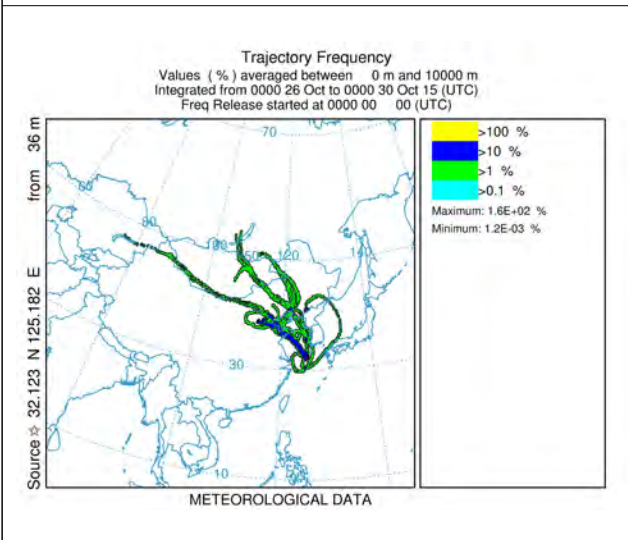 Trajectory Frequency
Values ( % ) averaged between 0 m and 10000 m
Integrated from 0000 26 Oct to 0000 30 Oct 15 (UTC)
Freq Release started at 0000 00 00 (UTC)
Source ☆ 32.123 N 125.182 E from 36 m
70
60
80
120
30
10
>100 %
>10 %
>1 %
>0.1 %
Maximum: 1.6E+02 %
Minimum: 1.2E-03 %
METEOROLOGICAL DATA